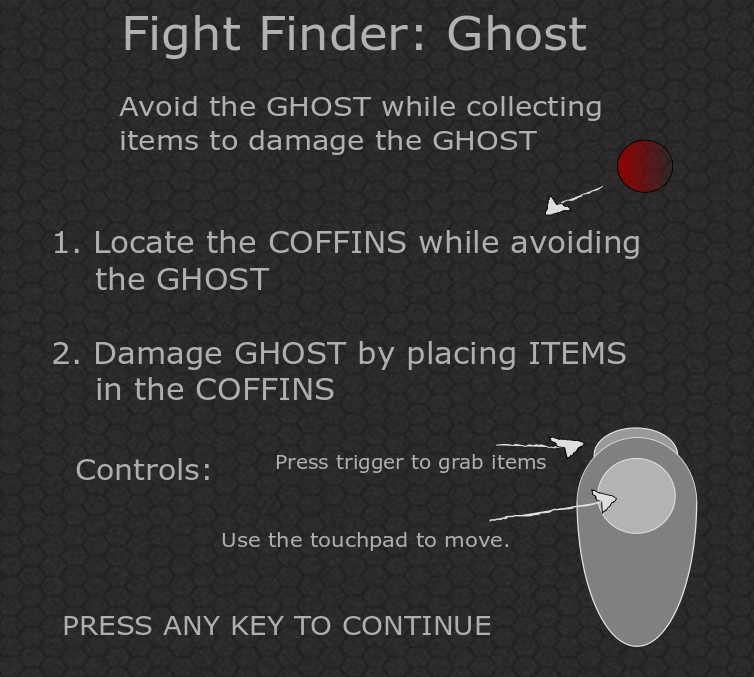 Fight Finder: Ghost
Avoid the GHOST while collecting
items to damage the GHOST
1. Locate the COFFINS while avoiding
the GHOST
2. Damage GHOST by placing ITEMS
in the COFFINS
Controls:
Press trigger to grab items
Use the touchpad to move.
PRESS ANY KEY TO CONTINUE